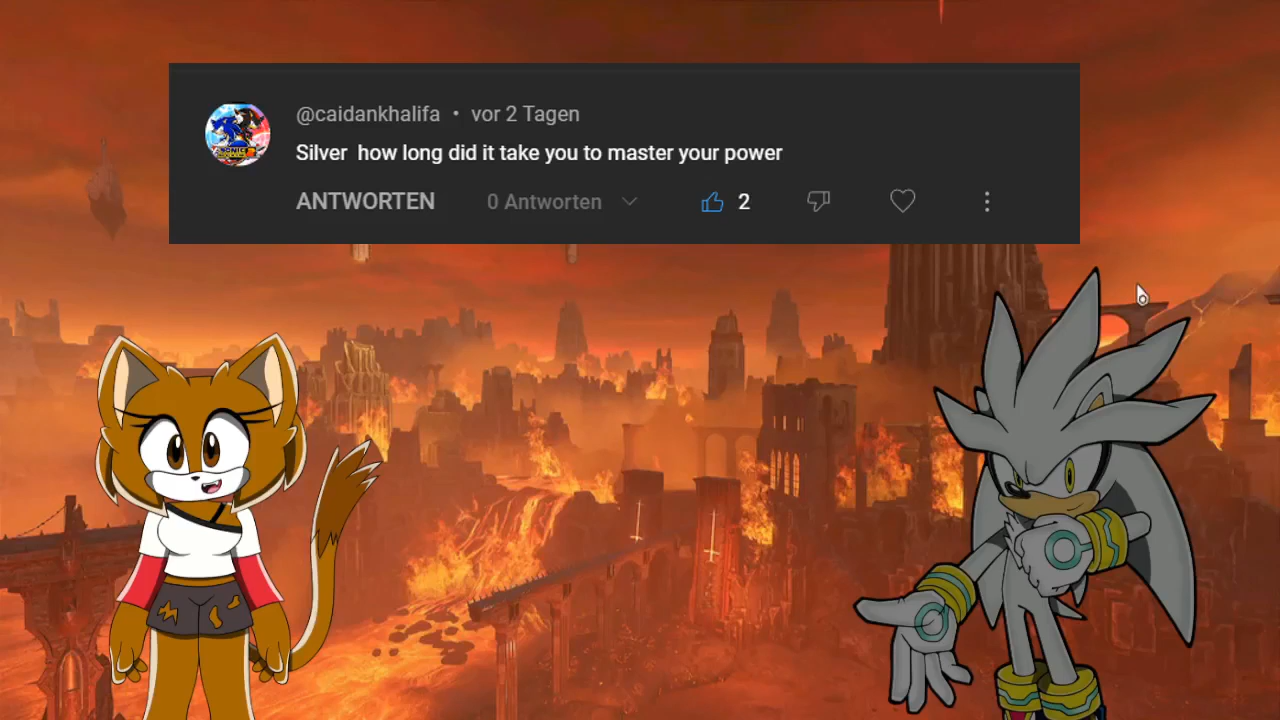 @caidankhalifa • vor 2 Tagen
Silver  how long did it take you to master your power
ANTWORTEN 0 Antworten 2